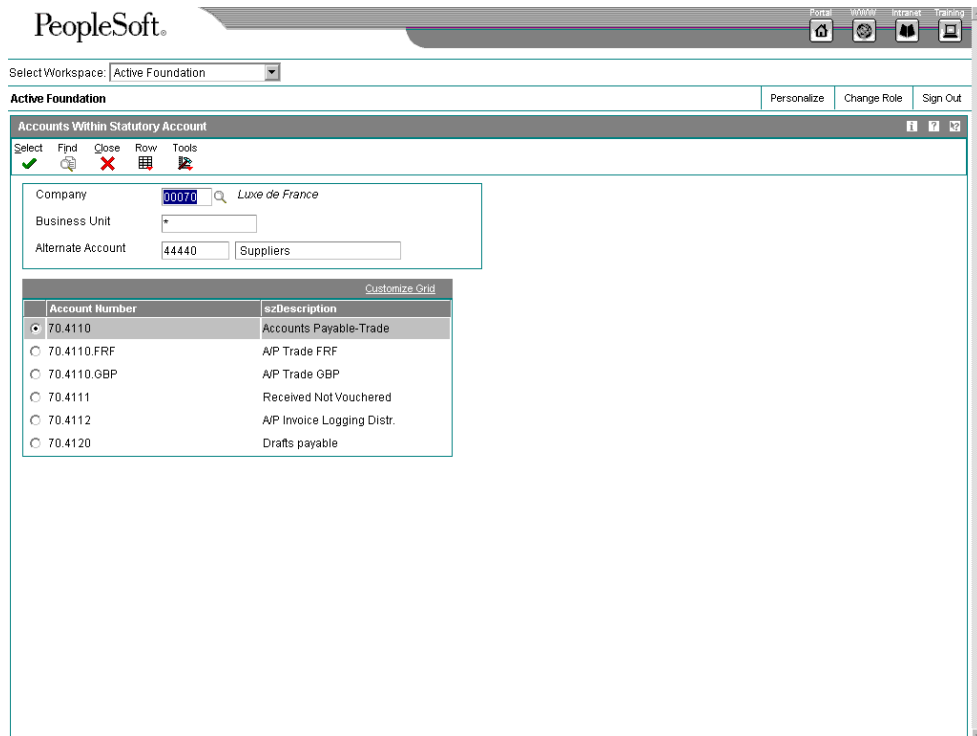 PeopleSoft.
Portal WWW Intranet Training
Select Workspace: Active Foundation
Active Foundation Personalize Change Role Sign Out
Accounts Within Statutory Account
Select Find Close Row Tools
Company 00070 Luxe de France
Business Unit *
Alternate Account 44440 Suppliers
Customize Grid
Account Number szDescription
70.4110 Accounts Payable-Trade
70.4110.FRF A/P Trade FRF
70.4110.GBP A/P Trade GBP
70.4111 Received Not Vouchered
70.4112 A/P Invoice Logging Distr.
70.4120 Drafts payable